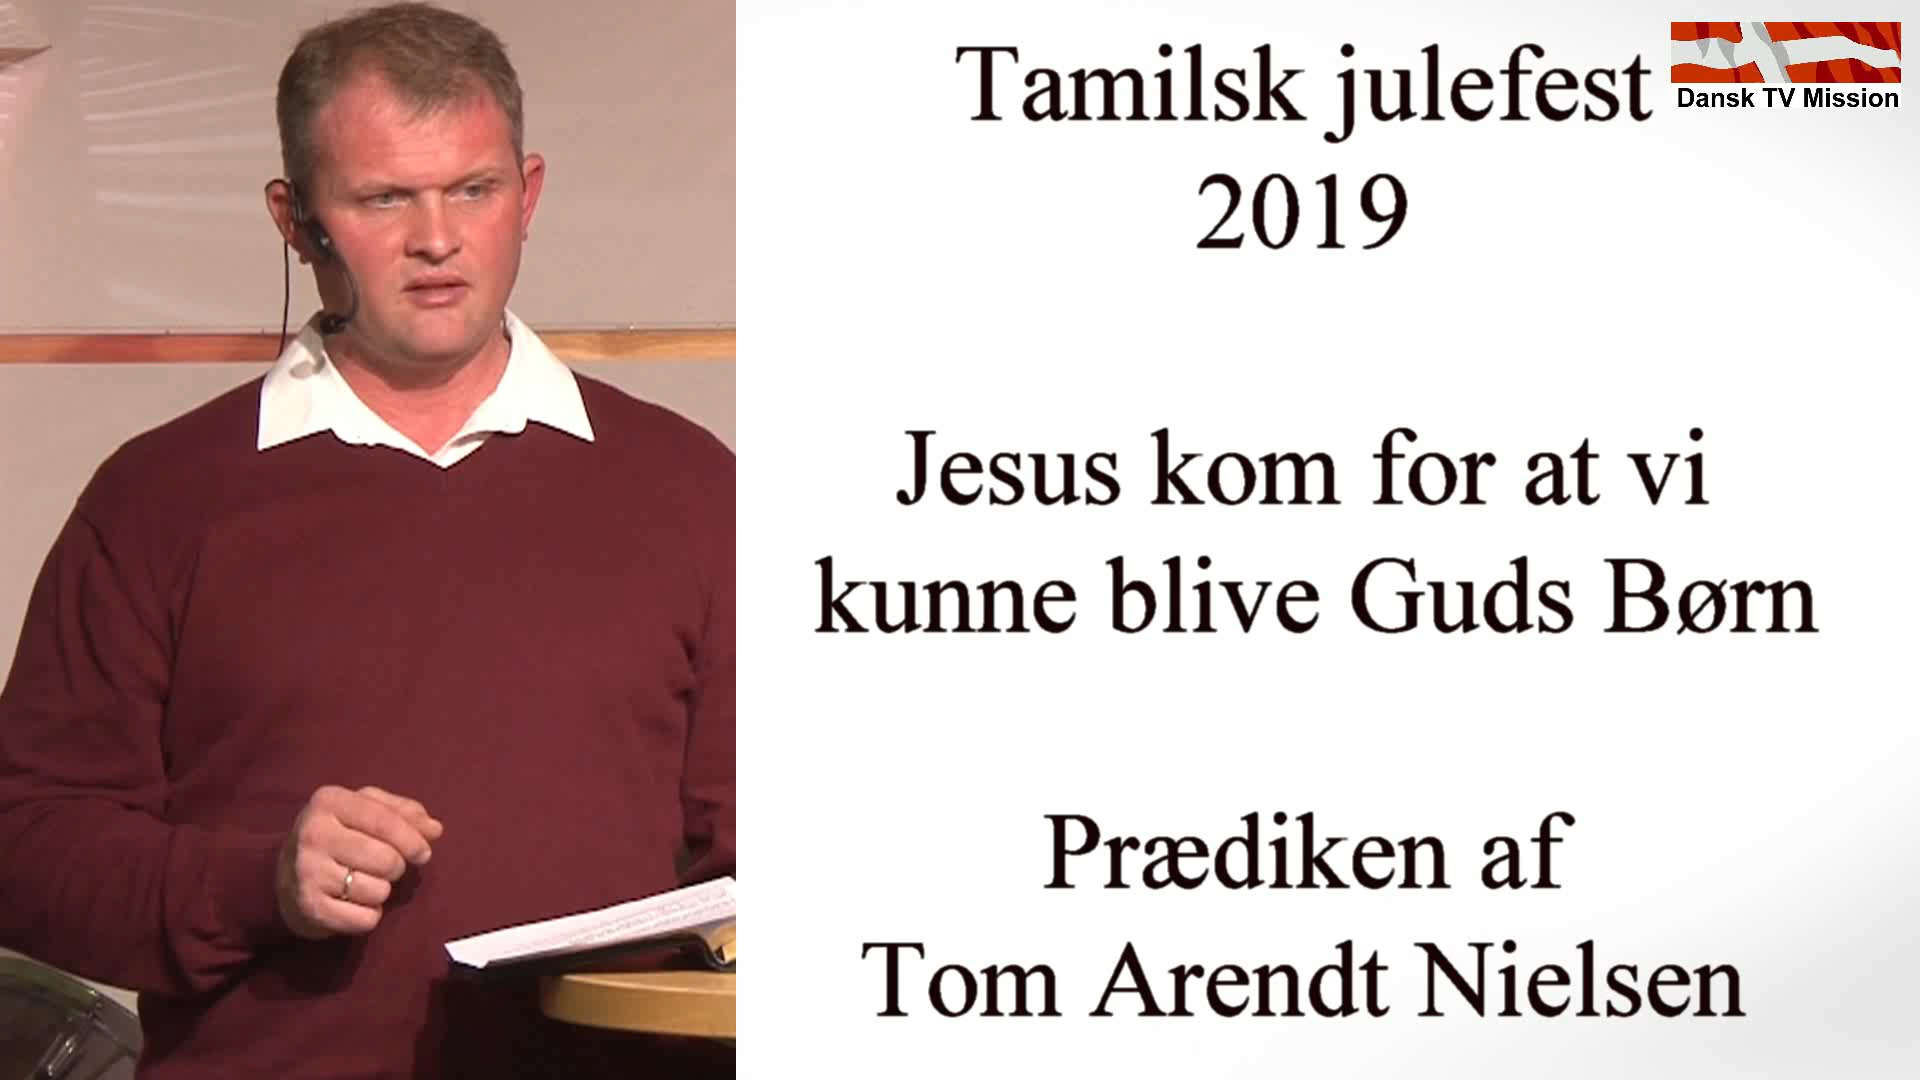 Tamilsk julefest
2019
Dansk TV Mission
Jesus kom for at vi
kunne blive Guds Børn
Prædiken af
Tom Arendt Nielsen